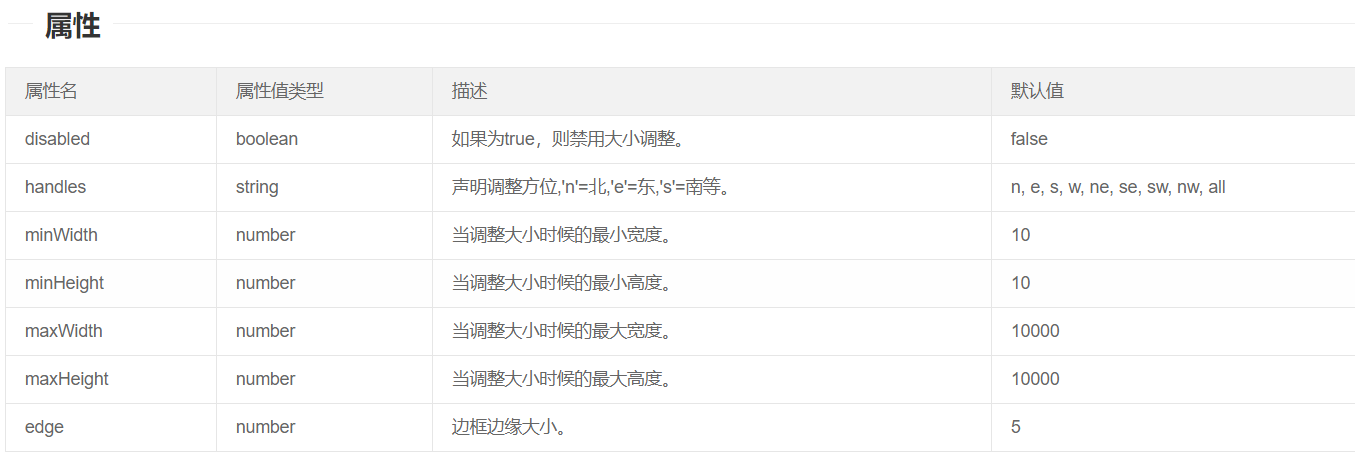 属性
属性名 属性值类型 描述 默认值
disabled boolean 如果为true，则禁用大小调整。 false
handles string 声明调整方位,'n'=北,'e'=东,'s'=南等。 n, e, s, w, ne, se, sw, nw, all
minWidth number 当调整大小时候的最小宽度。 10
minHeight number 当调整大小时候的最小高度。 10
maxWidth number 当调整大小时候的最大宽度。 10000
maxHeight number 当调整大小时候的最大高度。 10000
edge number 边框边缘大小。 5